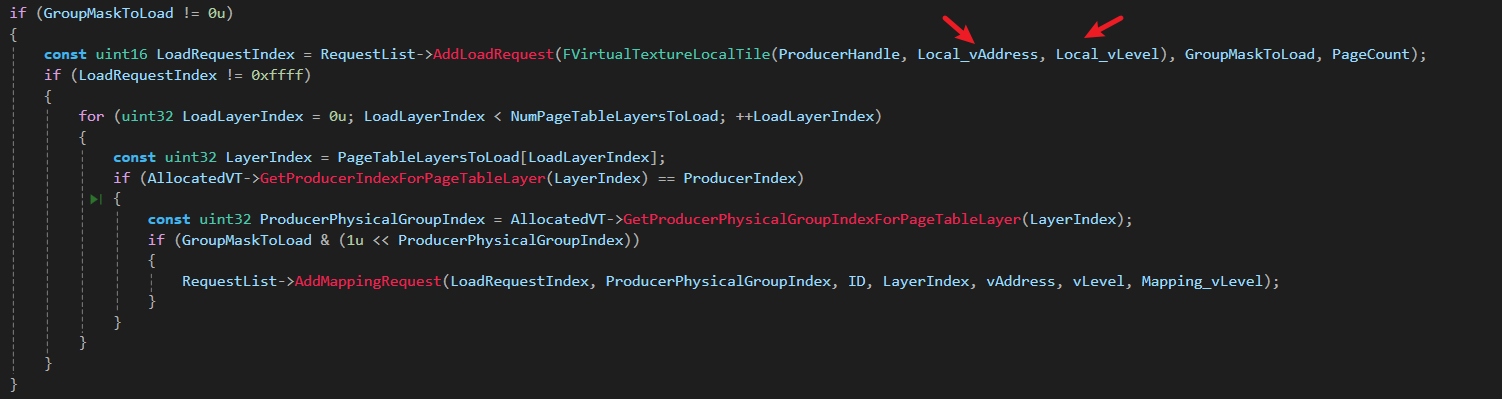 if (GroupMaskToLoad != 0u)
{
const uint16 LoadRequestIndex = RequestList->AddLoadRequest(FVirtualTextureLocalTile(ProducerHandle, Local_vAddress, Local_vLevel), GroupMaskToLoad, PageCount);
if (LoadRequestIndex != 0xffff)
{
for (uint32 LoadLayerIndex = 0u; LoadLayerIndex < NumPageTableLayersToLoad; ++LoadLayerIndex)
{
const uint32 LayerIndex = PageTableLayersToLoad[LoadLayerIndex];
if (AllocatedVT->GetProducerIndexForPageTableLayer(LayerIndex) == ProducerIndex)
{
const uint32 ProducerPhysicalGroupIndex = AllocatedVT->GetProducerPhysicalGroupIndexForPageTableLayer(LayerIndex);
if (GroupMaskToLoad & (1u << ProducerPhysicalGroupIndex))
{
RequestList->AddMappingRequest(LoadRequestIndex, ProducerPhysicalGroupIndex, ID, LayerIndex, vAddress, vLevel, Mapping_vLevel);
}
}
}
}
}